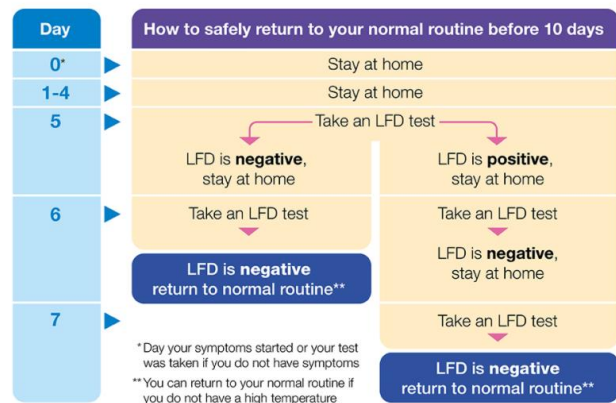 Day
How to safely return to your normal routine before 10 days
0*
Stay at home
1-4
Stay at home
5
Take an LFD test
LFD is negative,
stay at home
LFD is positive,
stay at home
6
Take an LFD test
LFD is negative
return to normal routine**
Take an LFD test
LFD is negative,
stay at home
7
Take an LFD test
LFD is negative
return to normal routine**
*Day your symptoms started or your test
was taken if you do not have symptoms
**You can return to your normal routine if
you do not have a high temperature